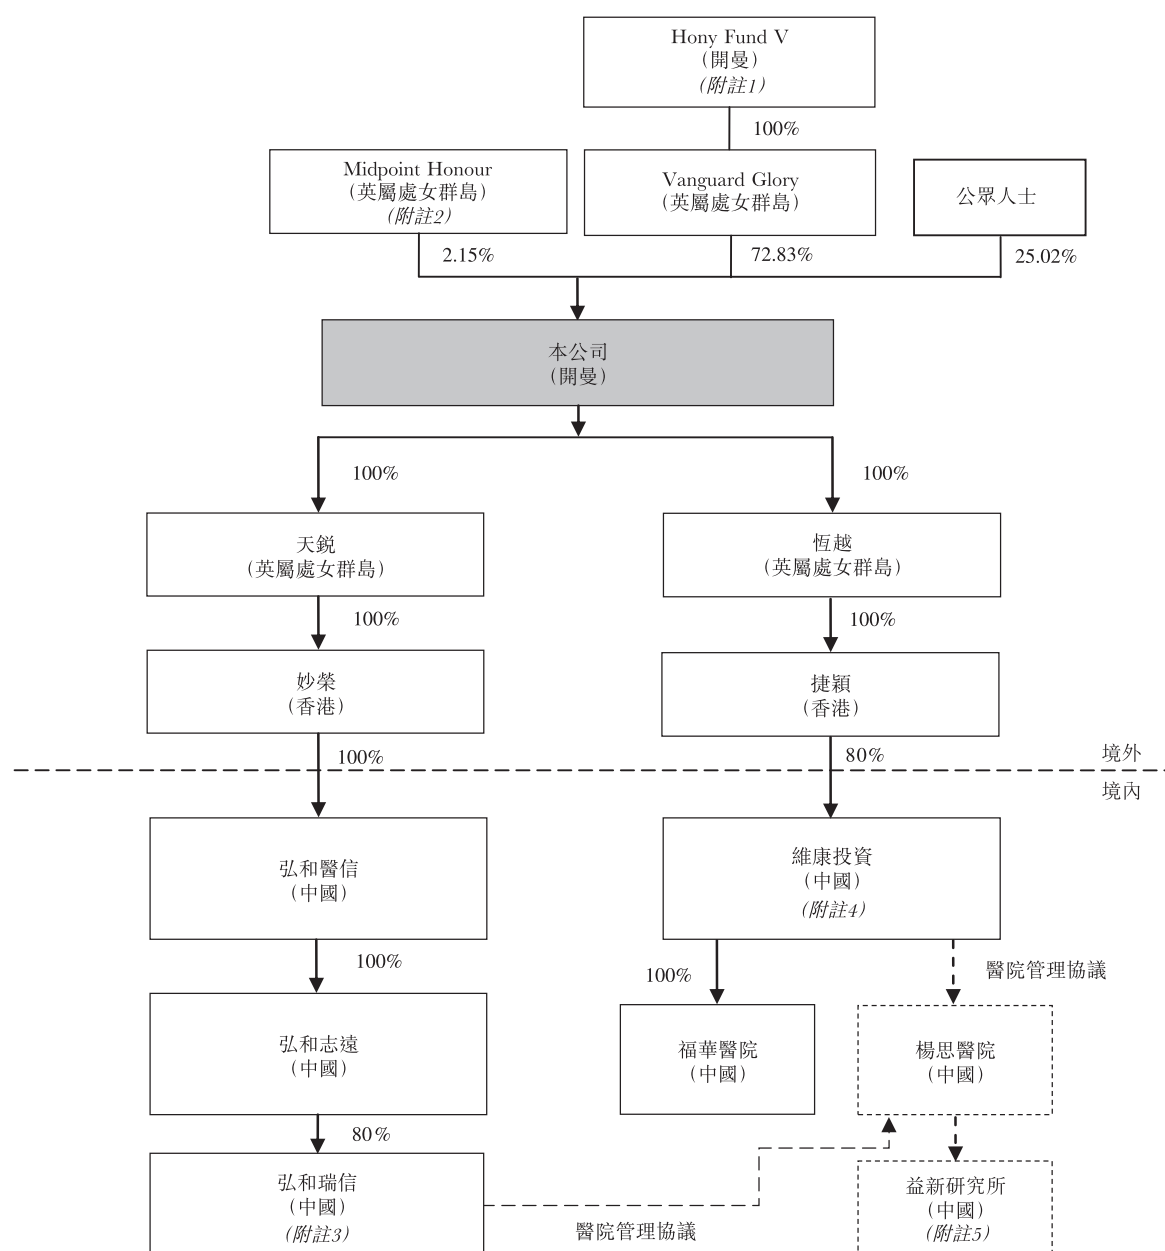 Hony Fund V
(開曼)
(附註1)
100%
Midpoint Honour
(英屬處女群島)
(附註2)
Vanguard Glory
(英屬處女群島)
公眾人士
2.15%
72.83%
25.02%
本公司
(開曼)
100%
100%
天銳
(英屬處女群島)
恆越
(英屬處女群島)
100%
100%
妙榮
(香港)
捷穎
(香港)
100%
80%
境外
境內
弘和醫信
(中國)
維康投資
(中國)
(附註4)
100%
100%
醫院管理協議
弘和志遠
(中國)
福華醫院
(中國)
楊思醫院
(中國)
80%
弘和瑞信
(中國)
(附註3)
醫院管理協議
益新研究所
(中國)
(附註5)